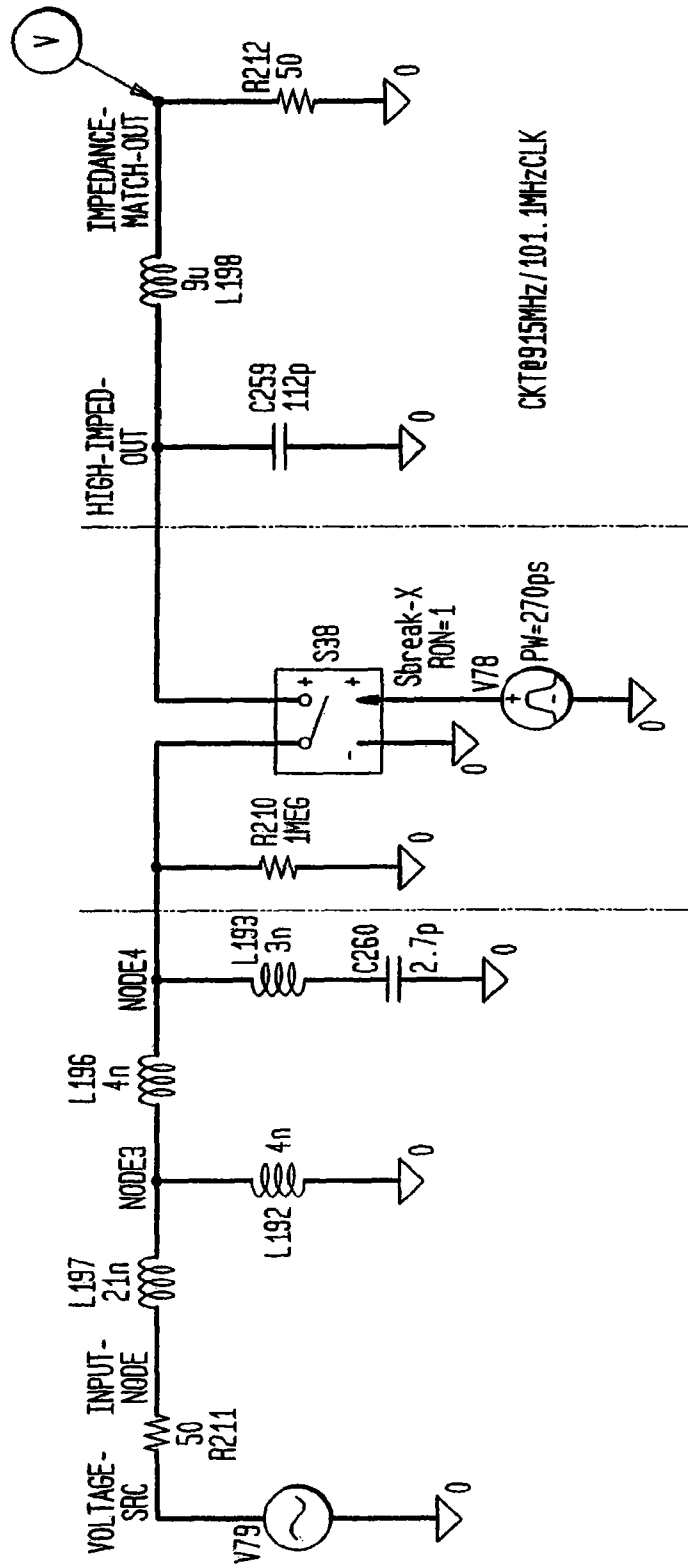 VOLTAGE-
SRC
V79
0
50
R211
INPUT-
NODE
L197
21n
NODE3
L192
4n
0
L196
4n
NODE4
L193
3n
C260
2.7p
0
R210
1MEG
0
S38
+
+
-
0
Sbreak-X
RON=1
V78
+
-
PW=270ps
0
HIGH-IMPED-
OUT
C259
112p
0
9u
L198
IMPEDANCE-
MATCH-OUT
V
R212
50
0
CKT@915MHz/101.1MHzCLK